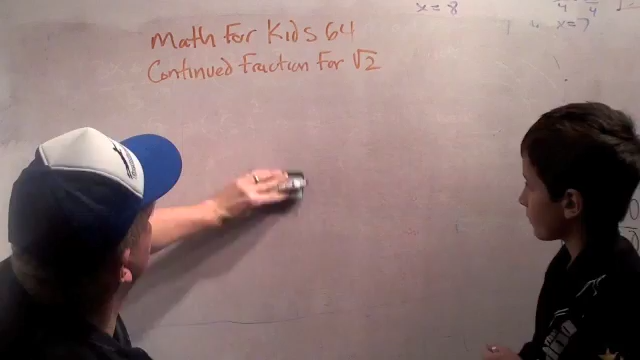 x = 8
x = 7
Math for Kids 64
Continued Fraction for √2